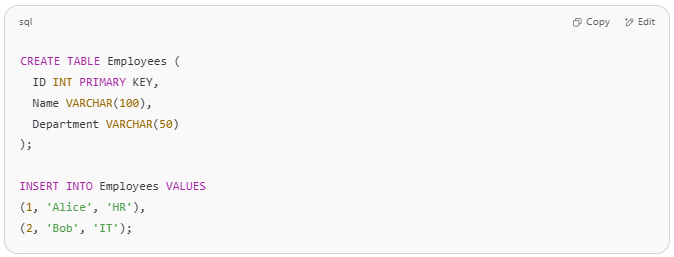 sql Copy Edit
CREATE TABLE Employees (
ID INT PRIMARY KEY,
Name VARCHAR(100),
Department VARCHAR(50)
);
INSERT INTO Employees VALUES
(1, 'Alice', 'HR'),
(2, 'Bob', 'IT');